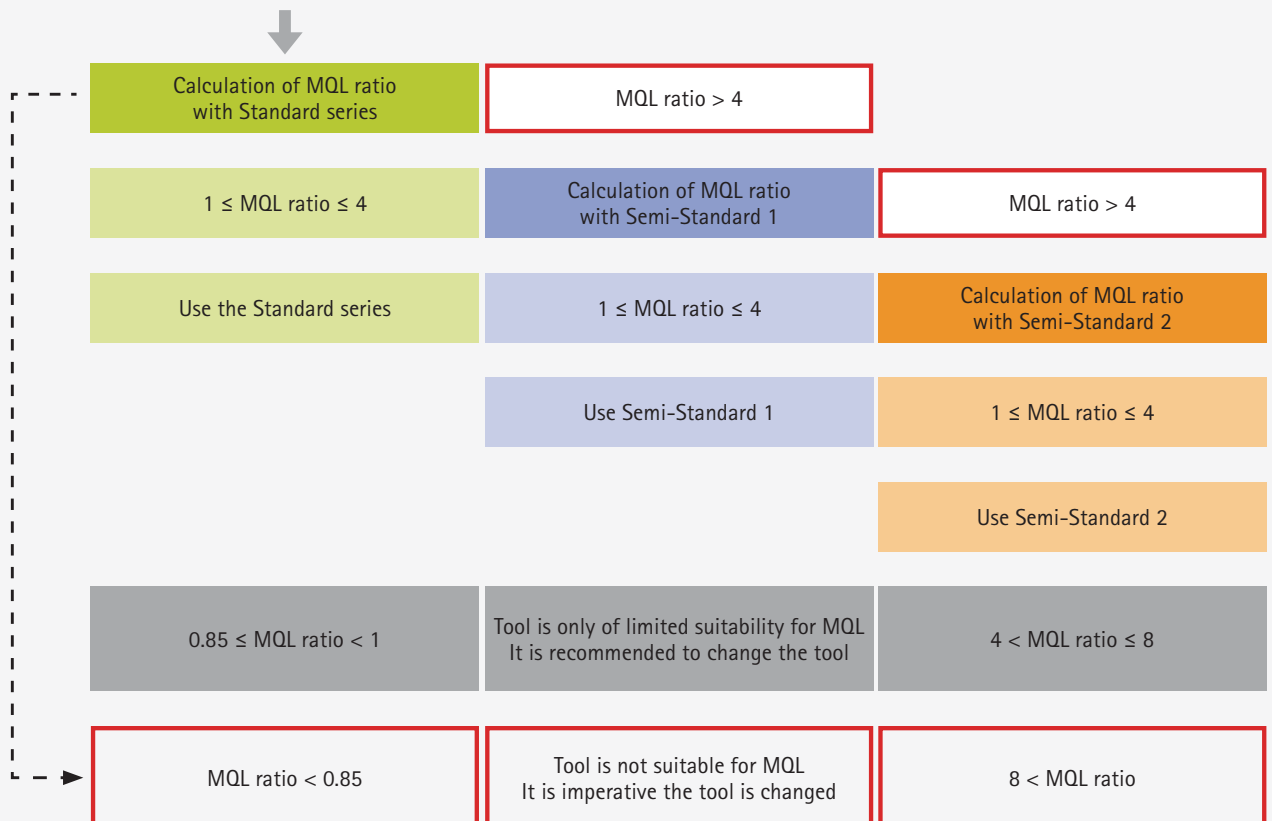 Calculation of MQL ratio
with Standard series
MQL ratio > 4
1 ≤ MQL ratio ≤ 4
Calculation of MQL ratio
with Semi-Standard 1
MQL ratio > 4
Use the Standard series
1 ≤ MQL ratio ≤ 4
Calculation of MQL ratio
with Semi-Standard 2
Use Semi-Standard 1
1 ≤ MQL ratio ≤ 4
Use Semi-Standard 2
0.85 ≤ MQL ratio < 1
Tool is only of limited suitability for MQL
It is recommended to change the tool
4 < MQL ratio ≤ 8
MQL ratio < 0.85
Tool is not suitable for MQL
It is imperative the tool is changed
8 < MQL ratio